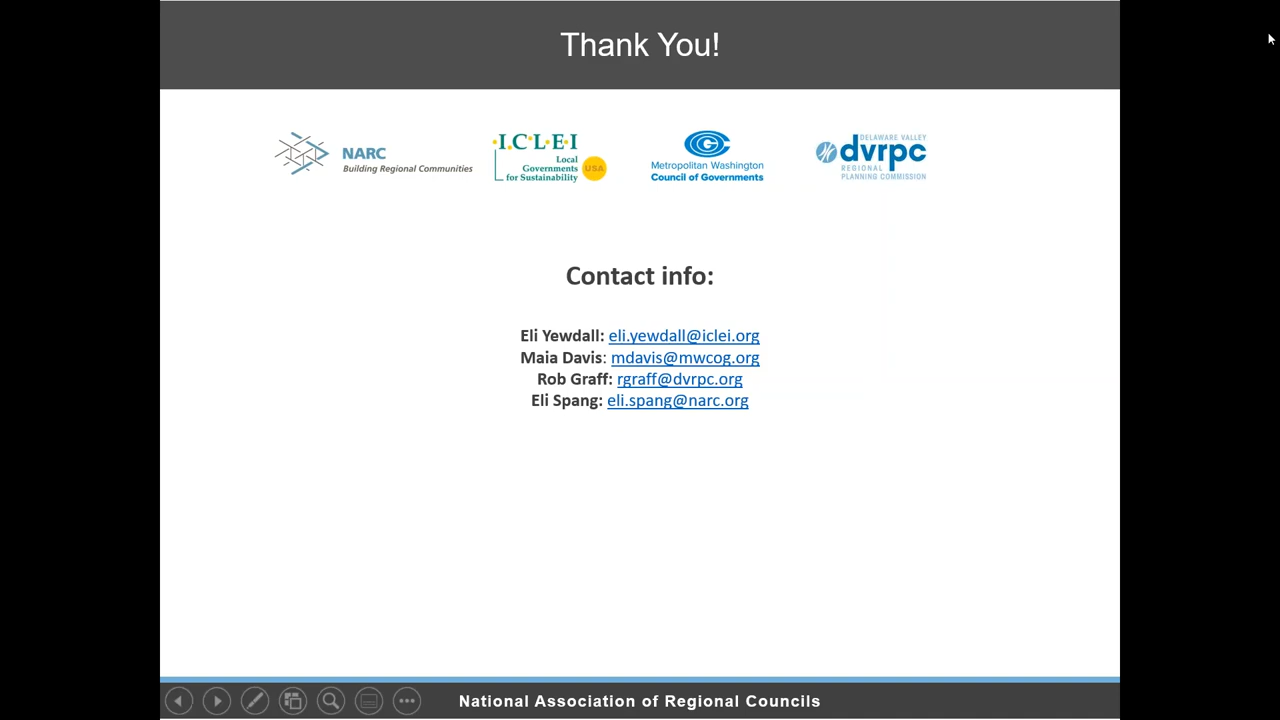 Thank You!
NARC
Building Regional Communities
I.C.L.E.I
Local
Governments
for Sustainability
USA
Metropolitan Washington
Council of Governments
DELAWARE VALLEY
dvrpc
REGIONAL
PLANNING COMMISSION
Contact info:
Eli Yewdall: eli.yewdall@iclei.org
Maia Davis: mdavis@mwcog.org
Rob Graff: rgraff@dvrpc.org
Eli Spang: eli.spang@narc.org
National Association of Regional Councils